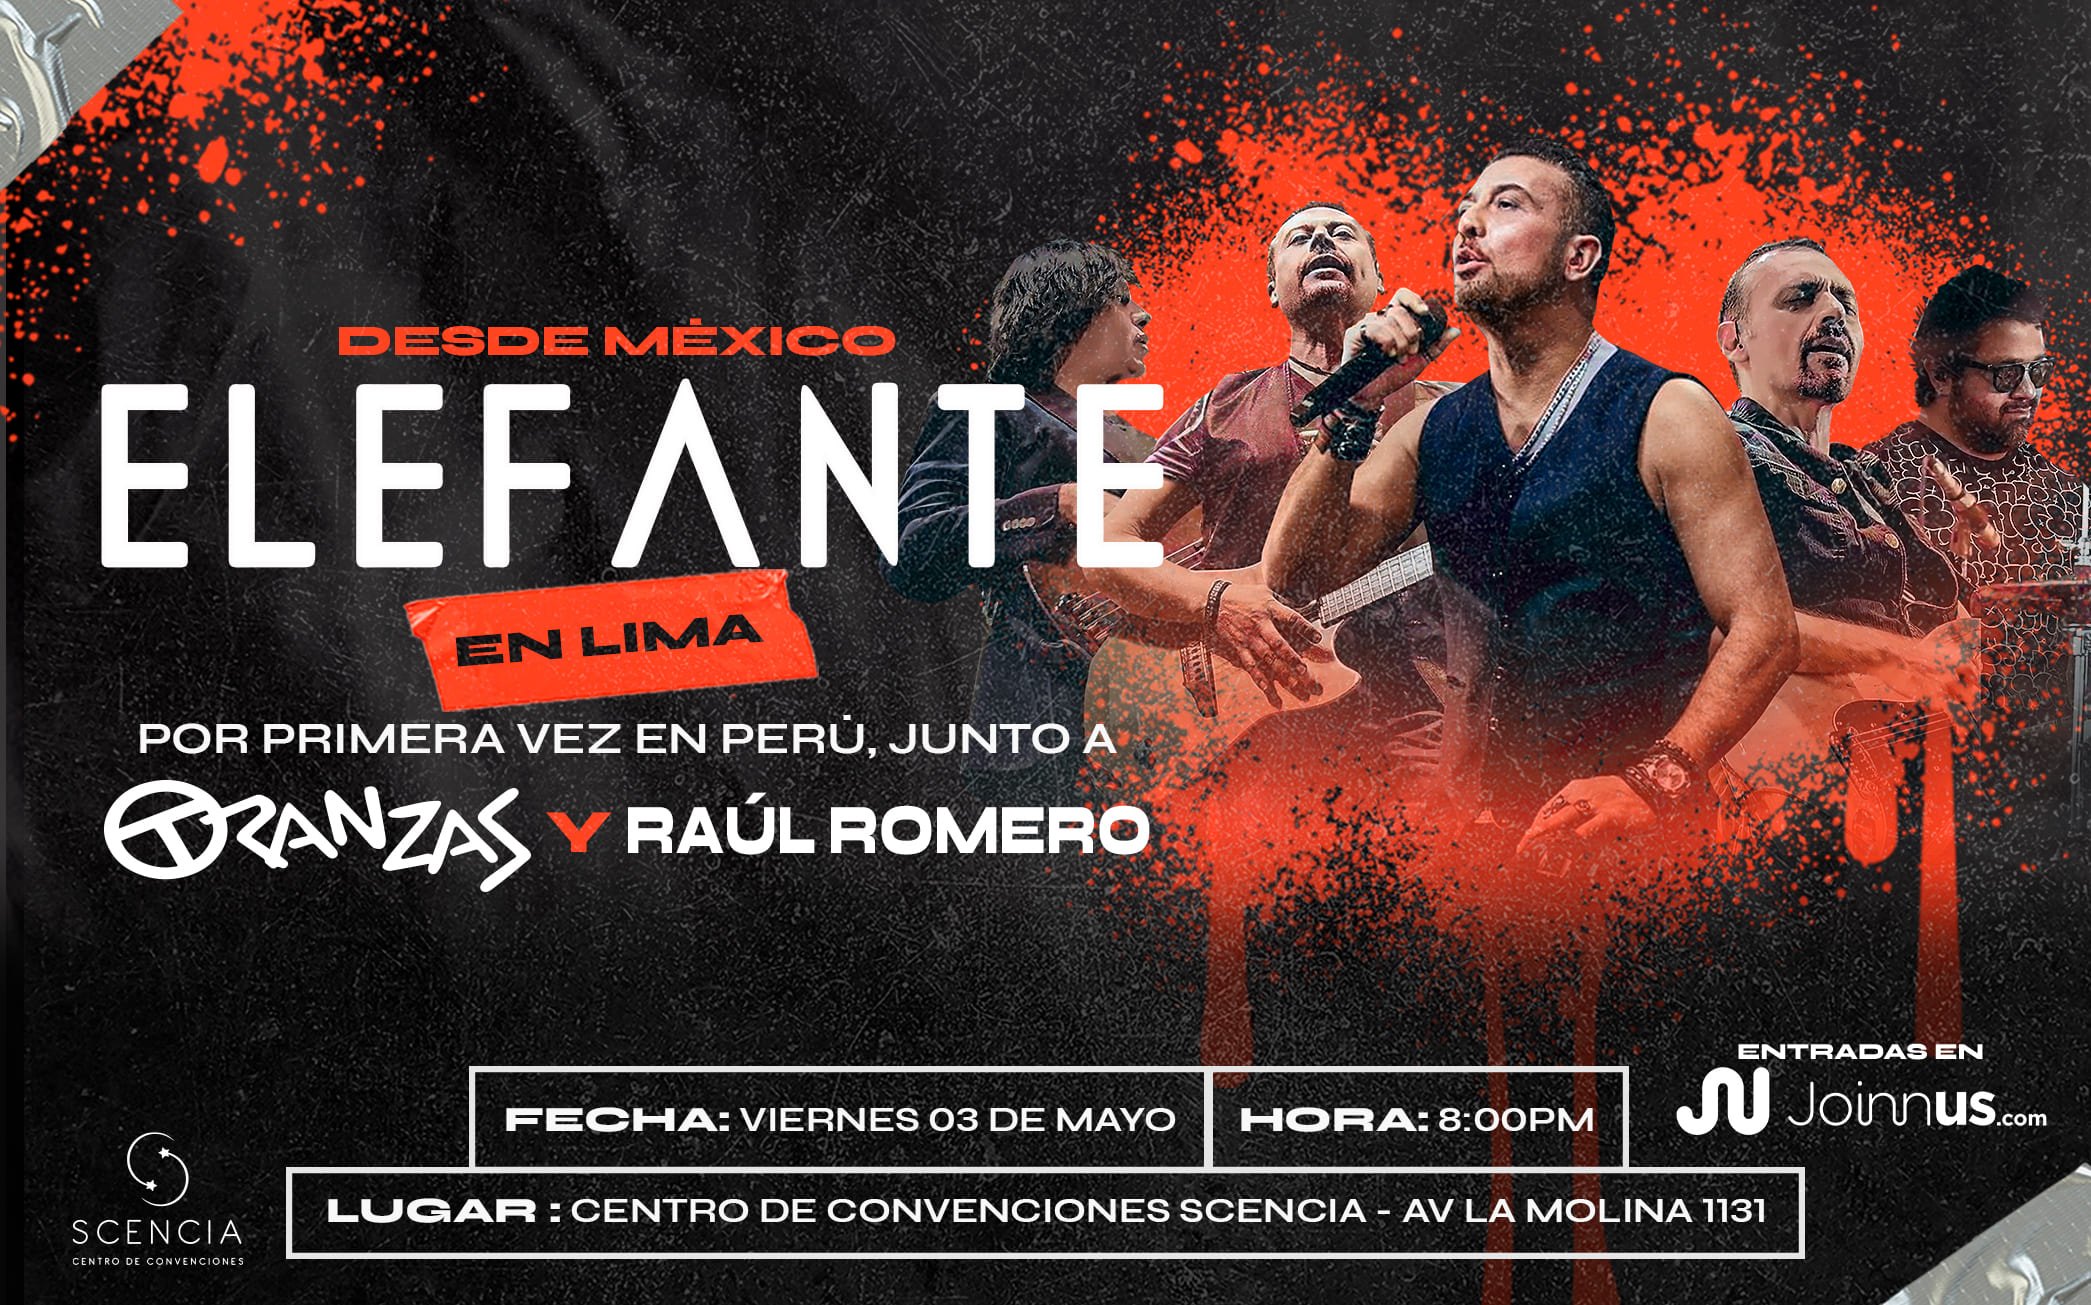 DESDE MÉXICO
ELEFANTE
EN LIMA
POR PRIMERA VEZ EN PERÚ, JUNTO A
TRANZAS Y RAÚL ROMERO
ENTRADAS EN
Joinnus.com
FECHA: VIERNES 03 DE MAYO HORA: 8:00PM
LUGAR : CENTRO DE CONVENCIONES SCENCIA - AV LA MOLINA 1131
SCENCIA
CENTRO DE CONVENCIONES